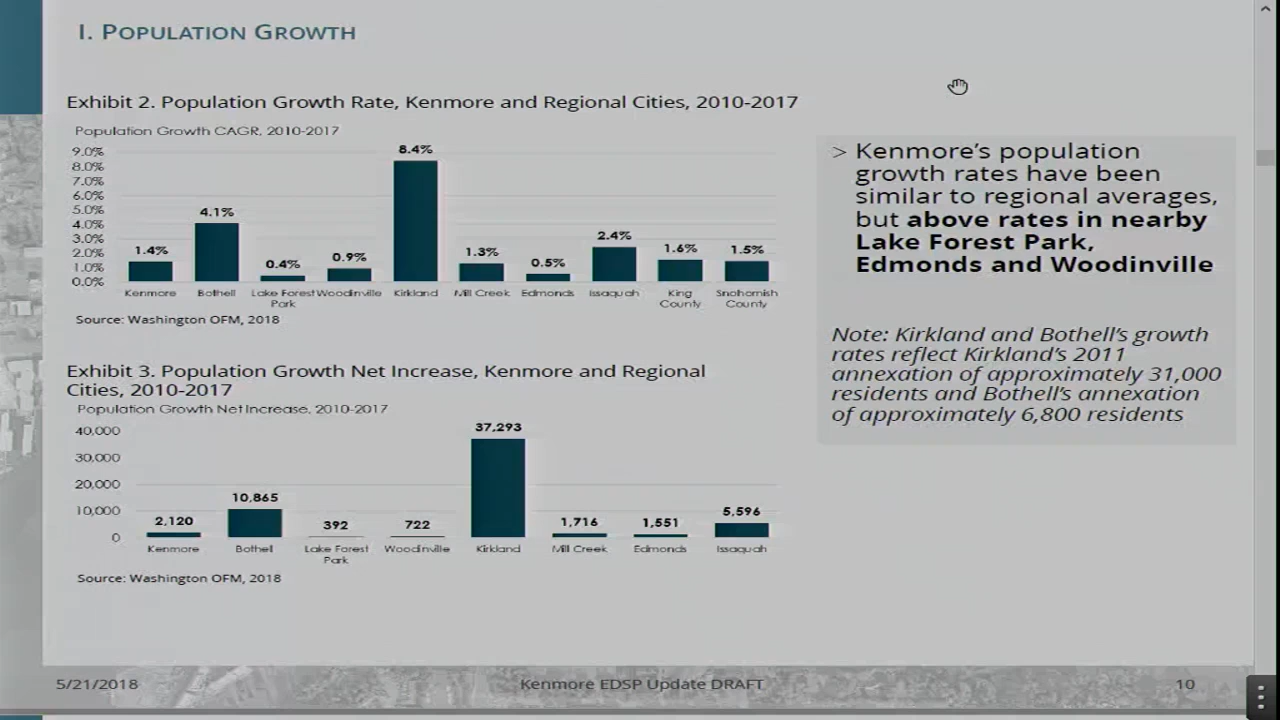 I. POPULATION GROWTH
Exhibit 2. Population Growth Rate, Kenmore and Regional Cities, 2010-2017
Population Growth CAGR, 2010-2017
9.0%
8.0%
7.0%
6.0%
5.0%
4.0%
3.0%
2.0%
1.0%
0.0%
1.4% 4.1% 0.4% 0.9% 8.4% 1.3% 0.5% 2.4% 1.6% 1.5%
Kenmore Bothell Lake Forest Park Woodinville Kirkland Mill Creek Edmonds Issaquah King County Snohomish County
Source: Washington OFM, 2018
Exhibit 3. Population Growth Net Increase, Kenmore and Regional
Cities, 2010-2017
Population Growth Net Increase, 2010-2017
40,000
30,000
20,000
10,000
0
2,120 10,865 392 722 37,293 1,716 1,551 5,596
Kenmore Bothell Lake Forest Park Woodinville Kirkland Mill Creek Edmonds Issaquah
Source: Washington OFM, 2018
> Kenmore’s population
growth rates have been
similar to regional averages,
but above rates in nearby
Lake Forest Park,
Edmonds and Woodinville
Note: Kirkland and Bothell’s growth
rates reflect Kirkland’s 2011
annexation of approximately 31,000
residents and Bothell’s annexation
of approximately 6,800 residents
5/21/2018
Kenmore EDSP Update DRAFT
10